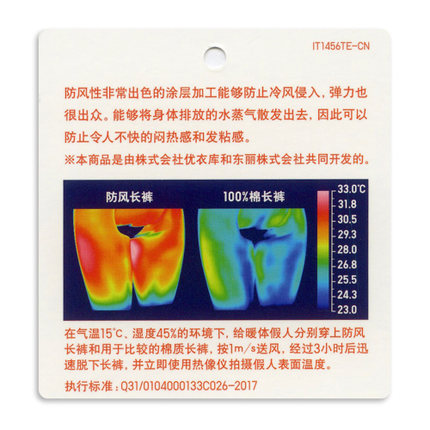 IT1456TE-CN
防风性非常出色的涂层加工能够防止冷风侵入，弹力也
很出众。能够将身体排放的水蒸气散发出去，因此可以
防止令人不快的闷热感和发粘感。
※本商品是由株式会社优衣库和东丽株式会社共同开发的。
防风长裤
100%棉长裤
33.0℃
31.8
30.5
29.3
28.0
26.8
25.5
24.3
23.0
在气温15℃、湿度45%的环境下，给暖体假人分别穿上防风
长裤和用于比较的棉质长裤，按1m/s送风，经过3小时后迅
速脱下长裤，并立即使用热像仪拍摄假人表面温度。
执行标准：Q31/0104000133C026-2017